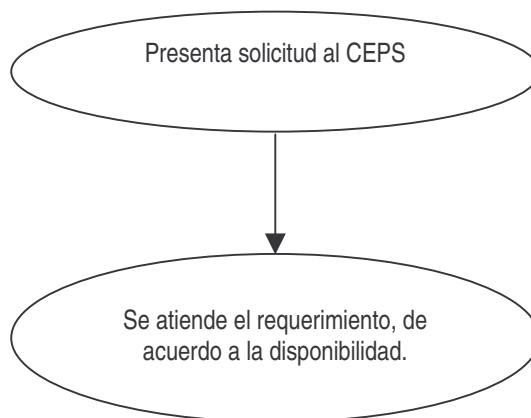 Presenta solicitud al CEPS
Se atiende el requerimiento, de
acuerdo a la disponibilidad.